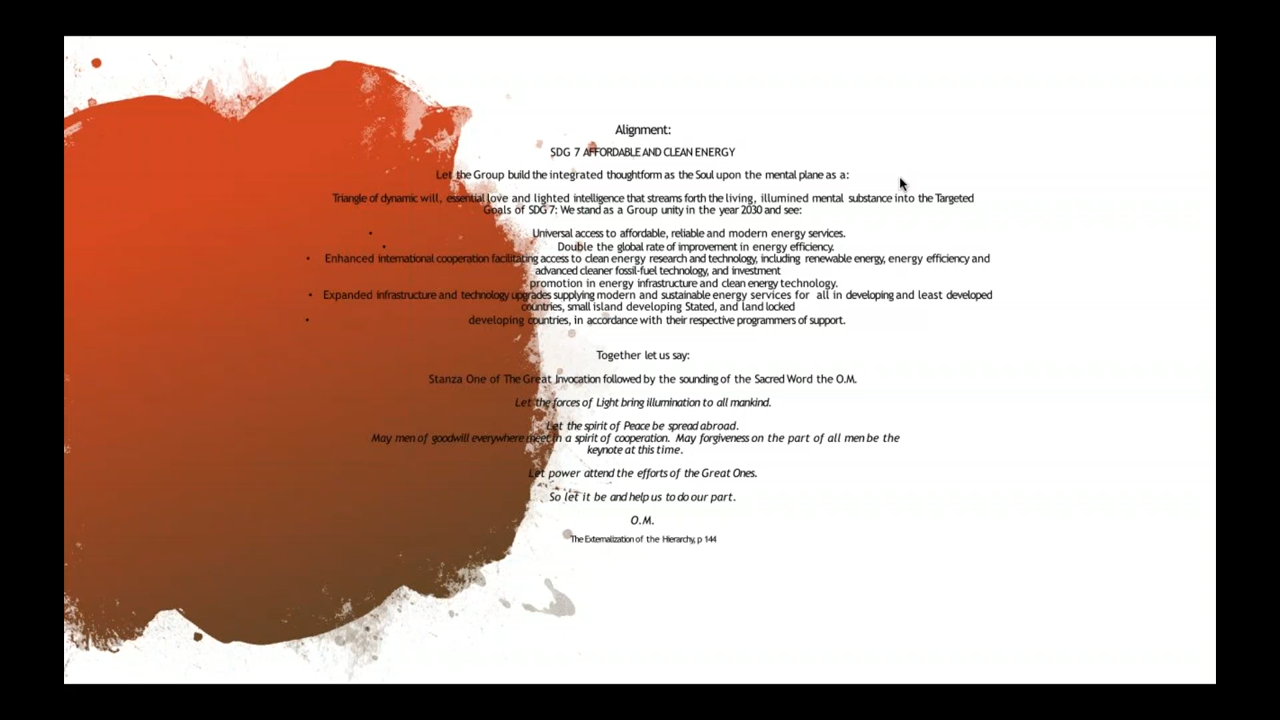 Alignment:
SDG 7 AFFORDABLE AND CLEAN ENERGY
Let the Group build the integrated thoughtform as the Soul upon the mental plane as a:
Triangle of dynamic will, essential love and lighted intelligence that streams forth the living, illumined mental substance into the Targeted
Goals of SDG 7: We stand as a Group unity in the year 2030 and see:
• Universal access to affordable, reliable and modern energy services.
• Double the global rate of improvement in energy efficiency.
• Enhanced international cooperation facilitating access to clean energy research and technology, including renewable energy, energy efficiency and
advanced cleaner fossil-fuel technology, and investment
promotion in energy infrastructure and clean energy technology.
• Expanded infrastructure and technology upgrades supplying modern and sustainable energy services for all in developing and least developed
countries, small island developing Stated, and land locked
• developing countries, in accordance with their respective programmers of support.
Together let us say:
Stanza One of The Great Invocation followed by the sounding of the Sacred Word the O.M.
Let the forces of Light bring illumination to all mankind.
Let the spirit of Peace be spread abroad.
May men of goodwill everywhere meet in a spirit of cooperation. May forgiveness on the part of all men be the
keynote at this time.
Let power attend the efforts of the Great Ones.
So let it be and help us to do our part.
O.M.
The Externalization of the Hierarchy, p 144